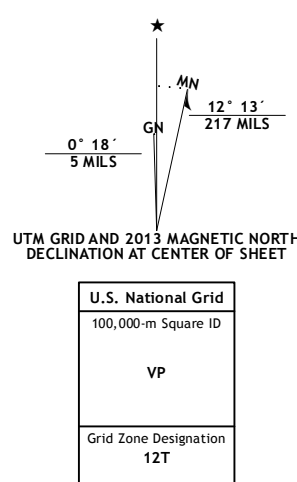 MN
GN
12° 13´
217 MILS
0° 18´
5 MILS
UTM GRID AND 2013 MAGNETIC NORTH
DECLINATION AT CENTER OF SHEET
U.S. National Grid
100,000-m Square ID
VP
Grid Zone Designation
12T